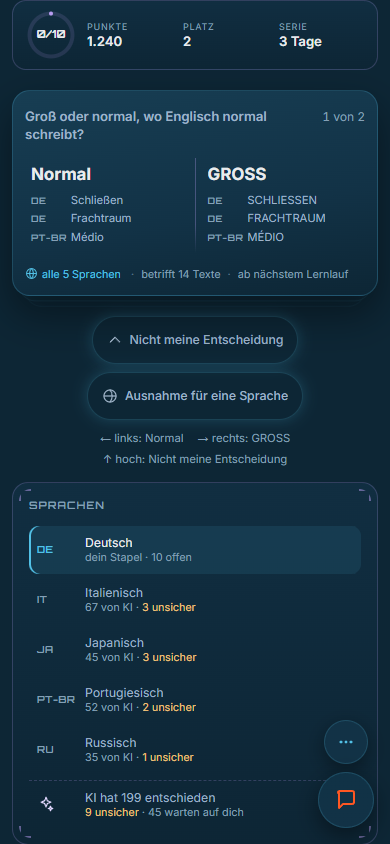 0/10
PUNKTE
1.240
PLATZ
2
SERIE
3 Tage
Groß oder normal, wo Englisch normal
schreibt?
1 von 2
Normal
DE Schließen
DE Frachtraum
PT-BR Médio
GROSS
DE SCHLIESSEN
DE FRACHTRAUM
PT-BR MÉDIO
alle 5 Sprachen · betrifft 14 Texte · ab nächstem Lernlauf
Nicht meine Entscheidung
Ausnahme für eine Sprache
← links: Normal → rechts: GROSS
↑ hoch: Nicht meine Entscheidung
SPRACHEN
DE Deutsch
dein Stapel · 10 offen
IT Italienisch
67 von KI · 3 unsicher
JA Japanisch
45 von KI · 3 unsicher
PT-BR Portugiesisch
52 von KI · 2 unsicher
RU Russisch
35 von KI · 1 unsicher
KI hat 199 entschieden
9 unsicher · 45 warten auf dich